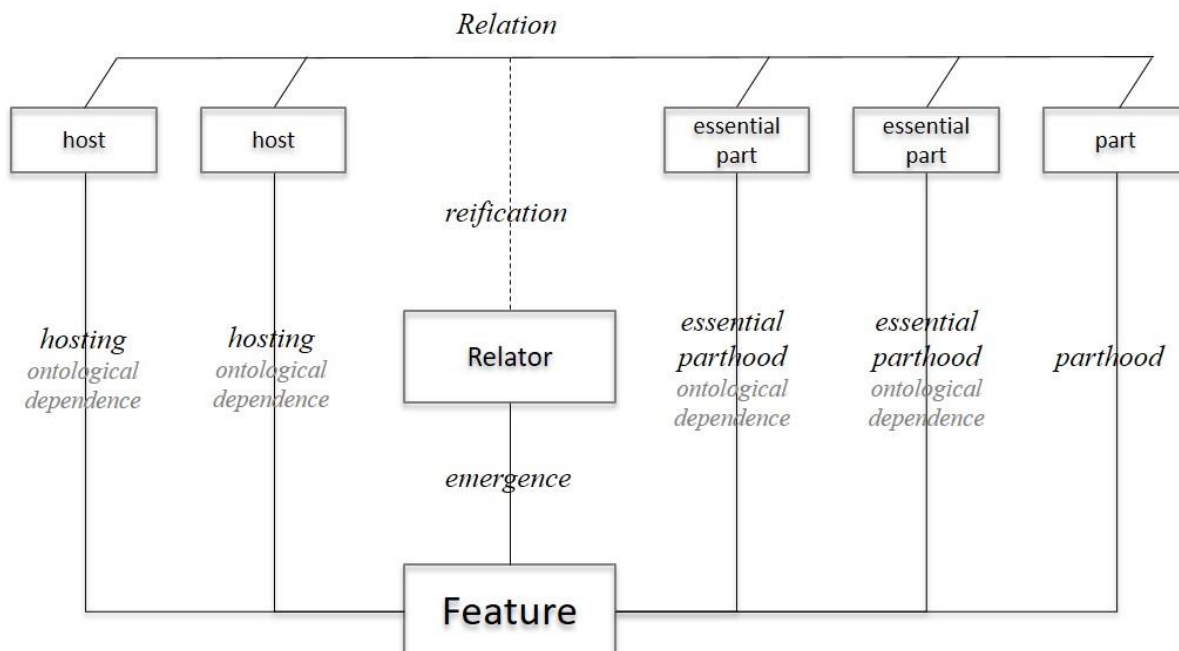 Relation
host
host
essential
part
essential
part
part
reification
Relator
hosting
ontological
dependence
hosting
ontological
dependence
essential
parthood
ontological
dependence
essential
parthood
ontological
dependence
parthood
emergence
Feature